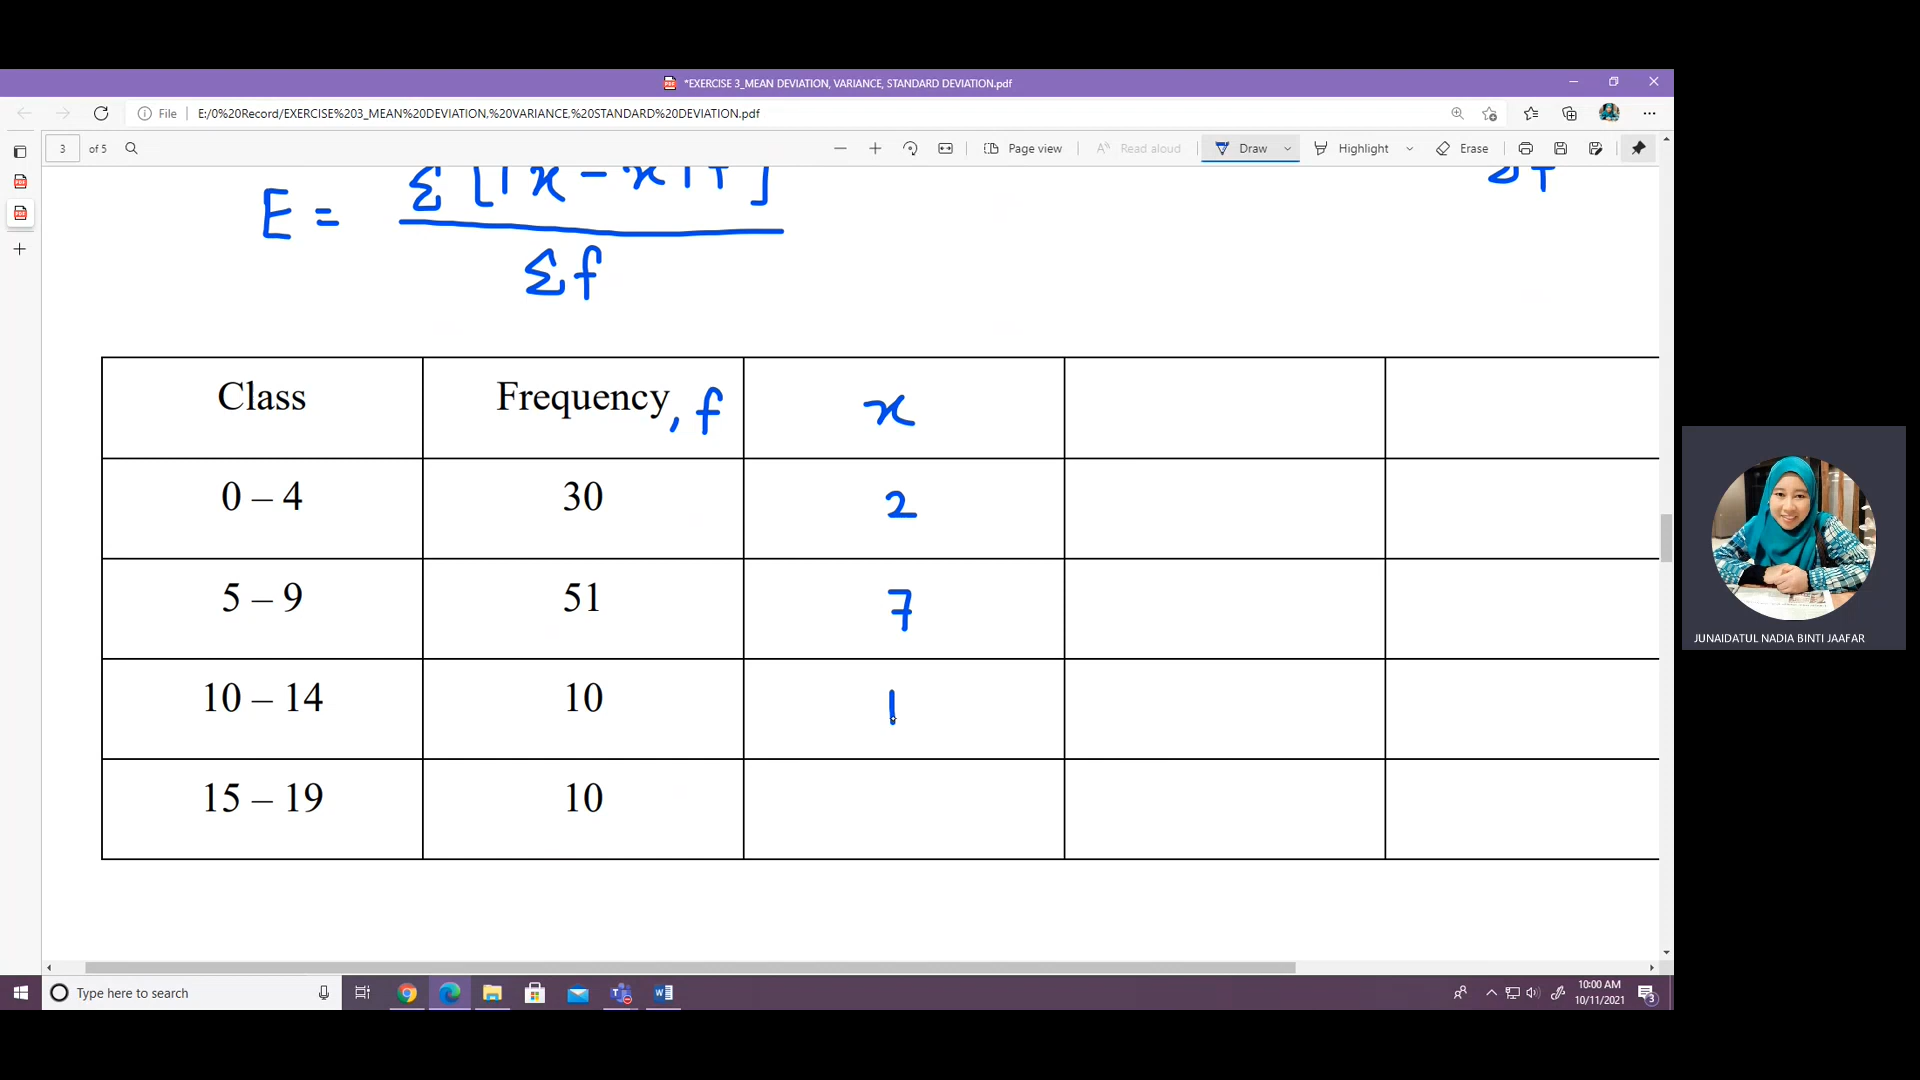 *EXERCISE 3_MEAN DEVIATION, VARIANCE, STANDARD DEVIATION.pdf
File E:/0%20Record/EXERCISE%203_MEAN%20DEVIATION,%20VARIANCE,%20STANDARD%20DEVIATION.pdf
3 of 5 Page view Read aloud Draw Highlight Erase
E = Σ [|x - x̄| f]
Σ f
Σ f
Class Frequency, f x
0 – 4 30 2
5 – 9 51 7
10 – 14 10 1
15 – 19 10
JUNAIDATUL NADIA BINTI JAAFAR
Type here to search
10:00 AM
10/11/2021
3